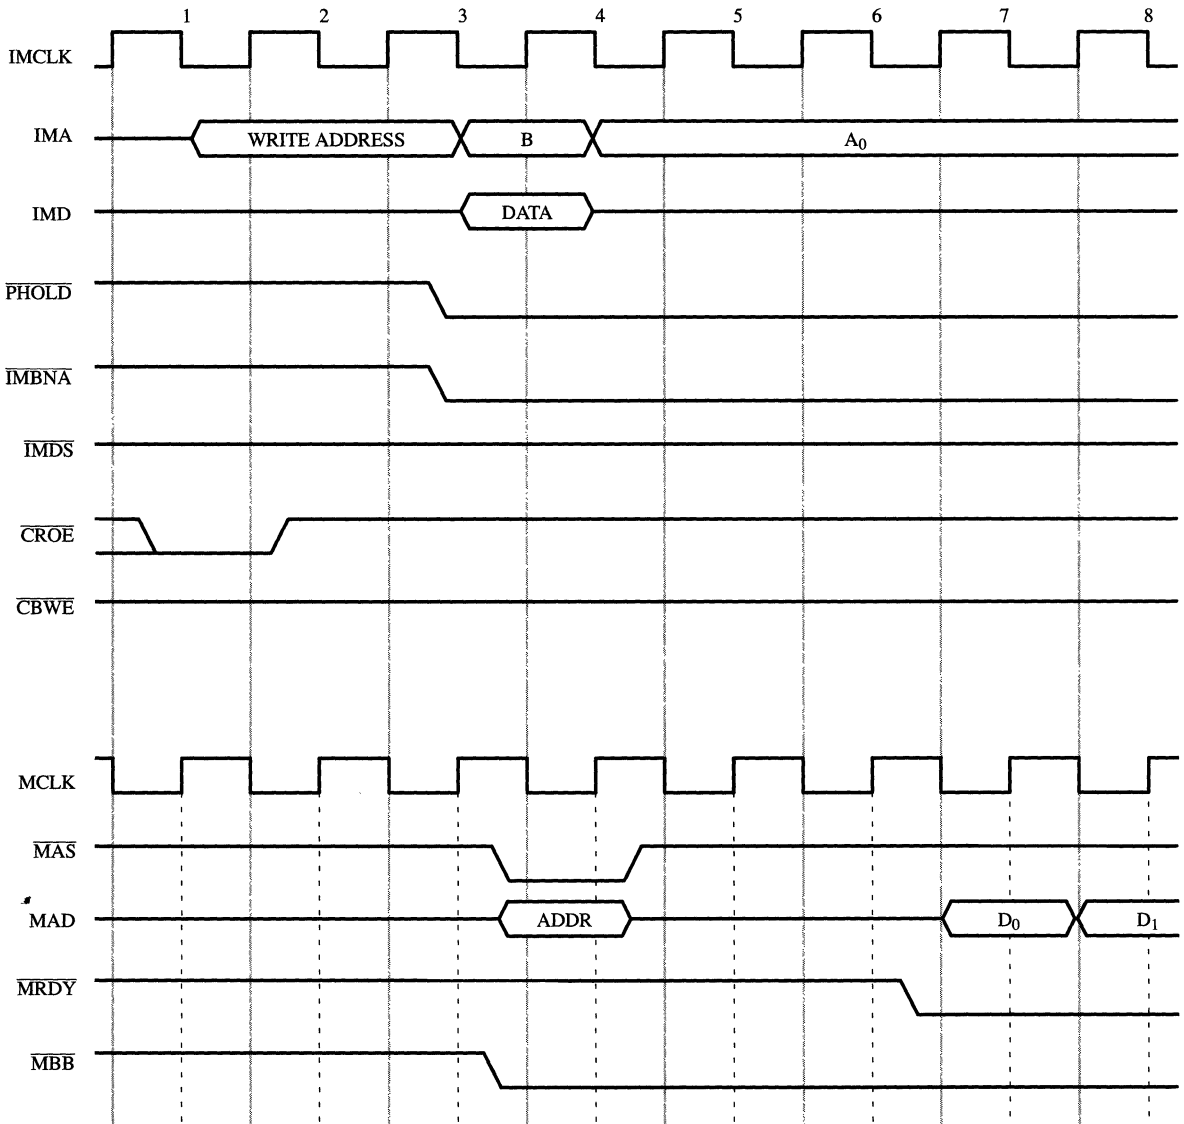 1 2 3 4 5 6 7 8
IMCLK
IMA WRITE ADDRESS B A0
IMD DATA
PHOLD
IMBNA
IMDS
CROE
CBWE
MCLK
MAS
MAD ADDR D0 D1
MRDY
MBB